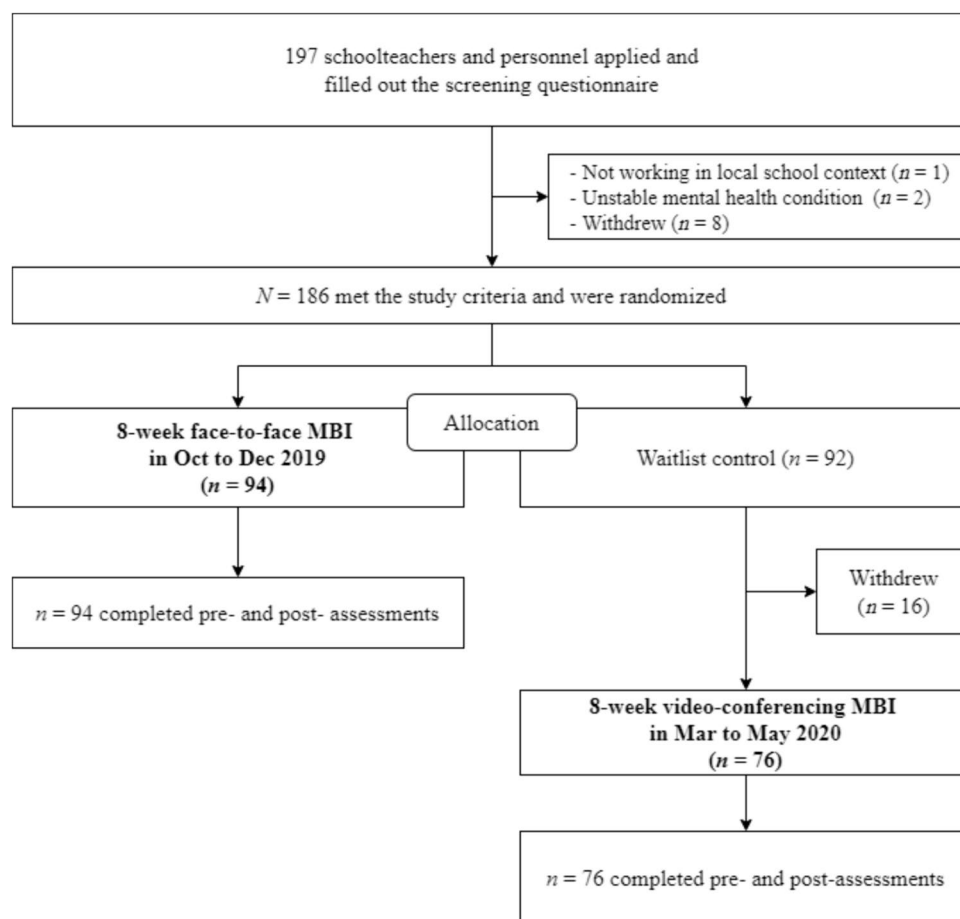 197 schoolteachers and personnel applied and
filled out the screening questionnaire
- Not working in local school context (n = 1)
- Unstable mental health condition (n = 2)
- Withdrew (n = 8)
N = 186 met the study criteria and were randomized
Allocation
8-week face-to-face MBI
in Oct to Dec 2019
(n = 94)
Waitlist control (n = 92)
n = 94 completed pre- and post- assessments
Withdrew
(n = 16)
8-week video-conferencing MBI
in Mar to May 2020
(n = 76)
n = 76 completed pre- and post-assessments